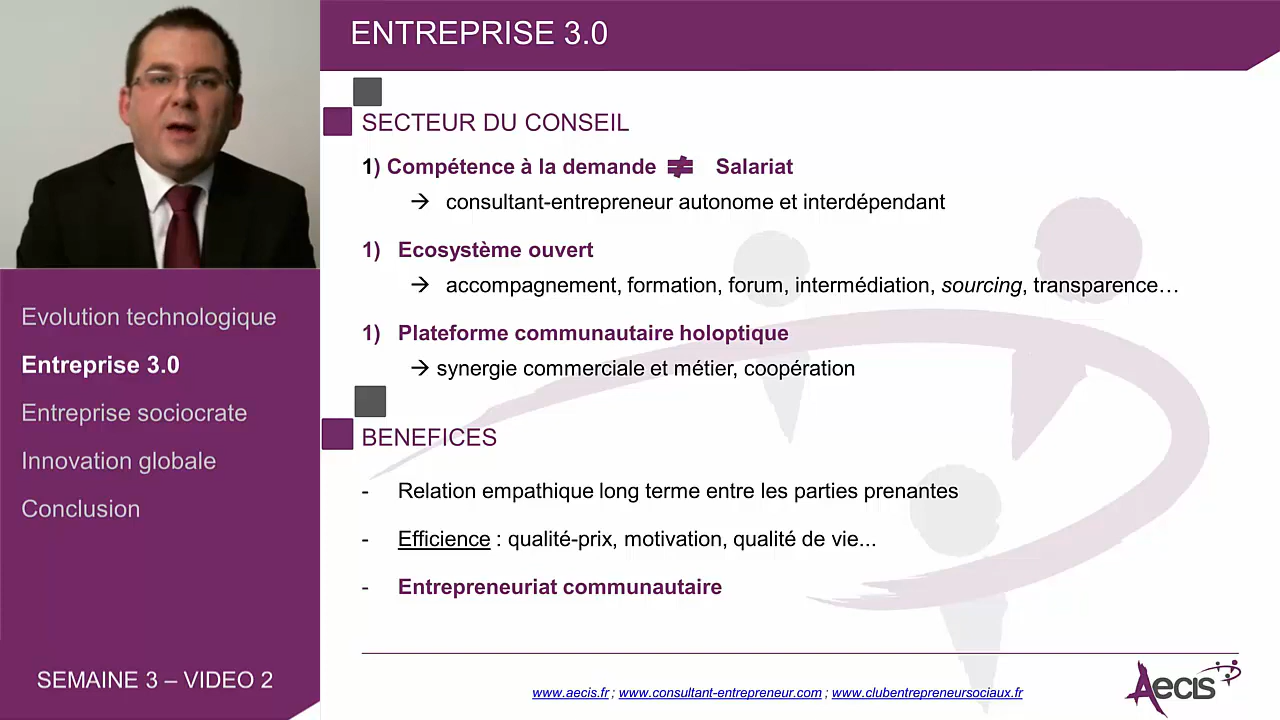 ENTREPRISE 3.0
SECTEUR DU CONSEIL
1) Compétence à la demande ≠ Salariat
→ consultant-entrepreneur autonome et interdépendant
1) Ecosystème ouvert
→ accompagnement, formation, forum, intermédiation, sourcing, transparence…
1) Plateforme communautaire holoptique
→ synergie commerciale et métier, coopération
BENEFICES
- Relation empathique long terme entre les parties prenantes
- Efficience : qualité-prix, motivation, qualité de vie...
- Entrepreneuriat communautaire
Evolution technologique
Entreprise 3.0
Entreprise sociocrate
Innovation globale
Conclusion
SEMAINE 3 – VIDEO 2
www.aecis.fr ; www.consultant-entrepreneur.com ; www.clubentrepreneursociaux.fr
Aecis